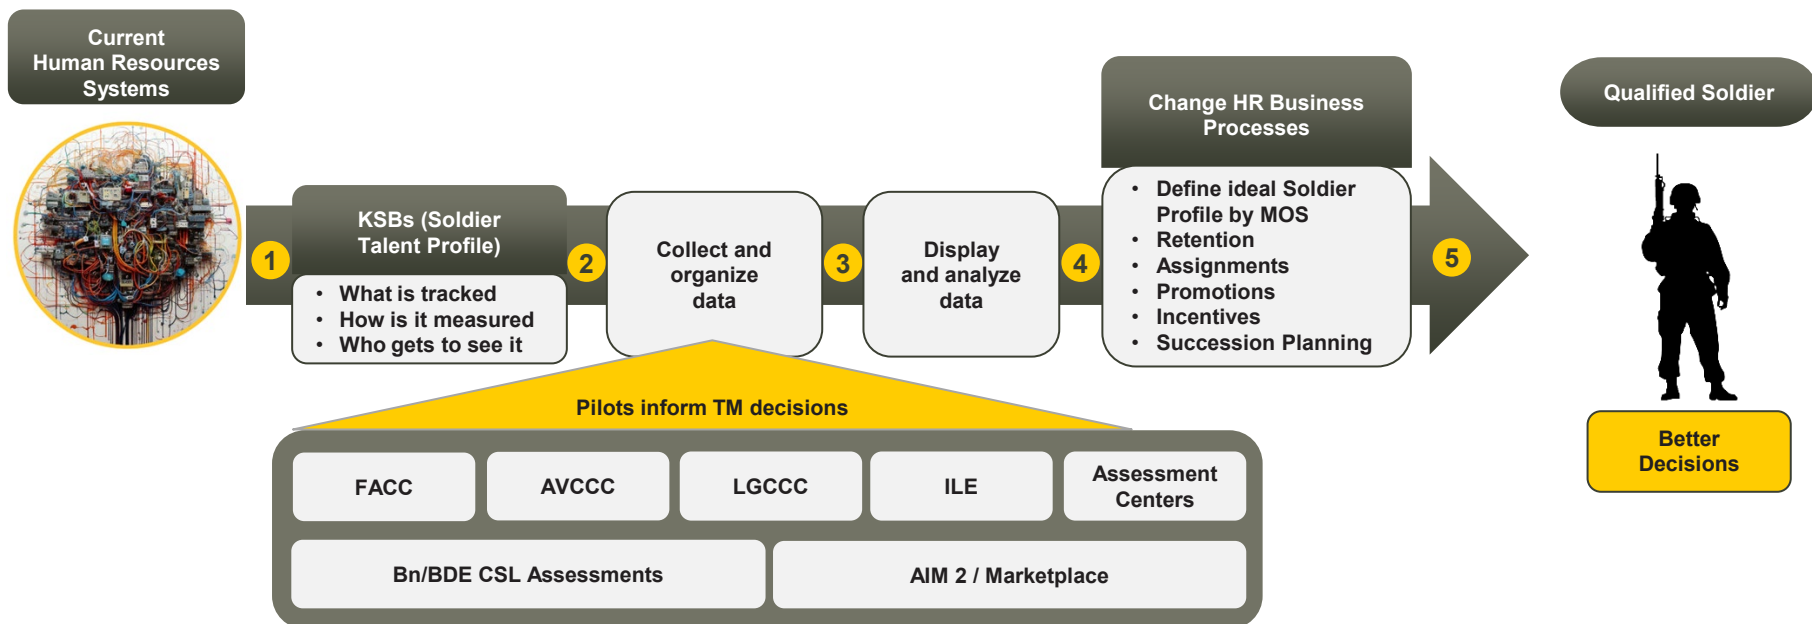 Current
Human Resources
Systems
1
KSBs (Soldier
Talent Profile)
• What is tracked
• How is it measured
• Who gets to see it
2
Collect and
organize
data
3
Display
and analyze
data
4
Change HR Business
Processes
• Define ideal Soldier
Profile by MOS
• Retention
• Assignments
• Promotions
• Incentives
• Succession Planning
5
Qualified Soldier
Better
Decisions
Pilots inform TM decisions
FACC
AVCCC
LGCCC
ILE
Assessment
Centers
Bn/BDE CSL Assessments
AIM 2 / Marketplace